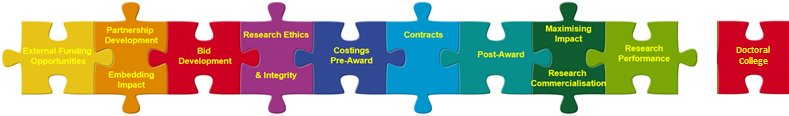 External Funding
Opportunities
Partnership
Development
Embedding
Impact
Bid
Development
Research Ethics
& Integrity
Costings
Pre-Award
Contracts
Post-Award
Maximising
Impact
Research
Commercialisation
Research
Performance
Doctoral
College